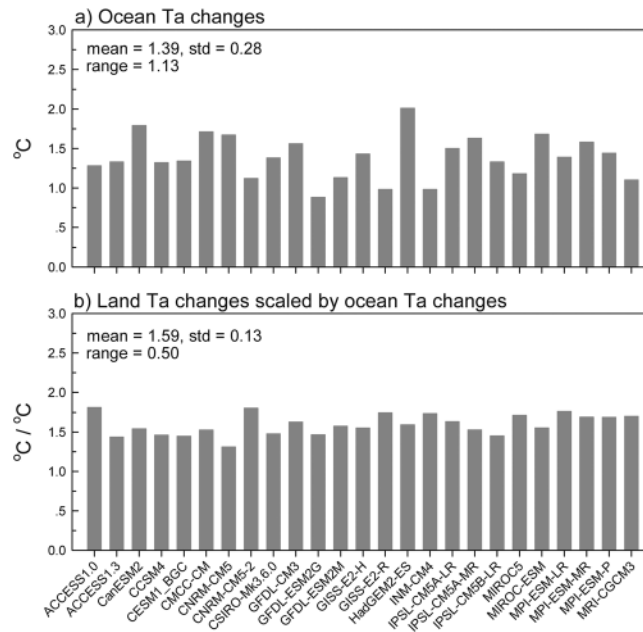 a) Ocean Ta changes
3.0
mean = 1.39, std = 0.28
range = 1.13
2.5
2.0
°C
1.5
1.0
.5
0.0
b) Land Ta changes scaled by ocean Ta changes
3.0
mean = 1.59, std = 0.13
range = 0.50
2.5
2.0
°C / °C
1.5
1.0
.5
0.0
ACCESS1.0
ACCESS1.3
CanESM2
CCSM4
CESM1_BGC
CMCC-CM
CNRM-CM5
CNRM-CM5-2
CSIRO-Mk3.6.0
GFDL-CM3
GFDL-ESM2G
GFDL-ESM2M
GISS-E2-H
GISS-E2-R
HadGEM2-ES
INM-CM4
IPSL-CM5A-LR
IPSL-CM5A-MR
IPSL-CM5B-LR
MIROC5
MIROC-ESM
MPI-ESM-LR
MPI-ESM-MR
MPI-ESM-P
MRI-CGCM3